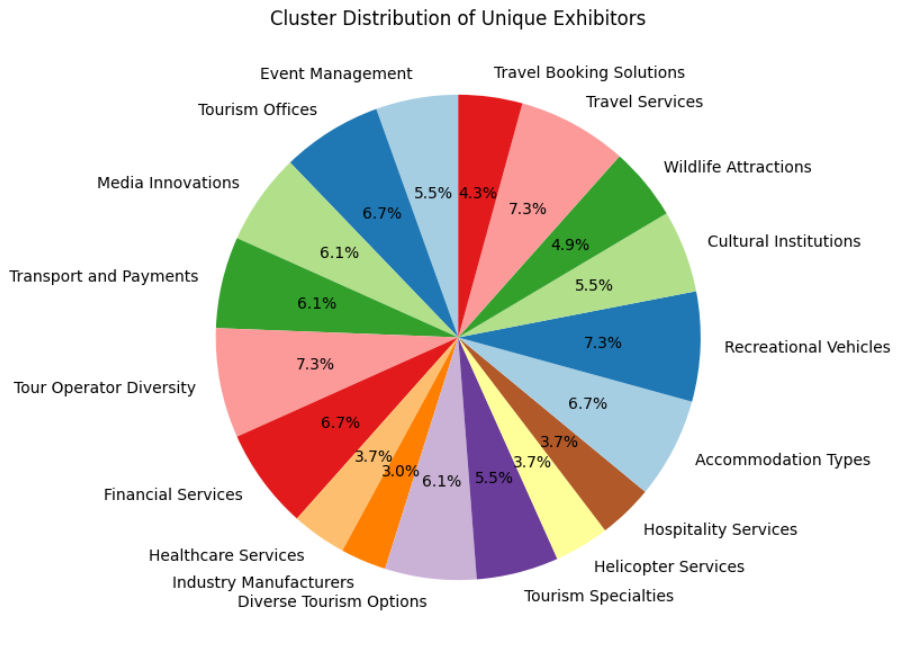 Cluster Distribution of Unique Exhibitors
Event Management
Travel Booking Solutions
Tourism Offices
Travel Services
Media Innovations
Wildlife Attractions
Transport and Payments
Cultural Institutions
Tour Operator Diversity
Recreational Vehicles
Financial Services
Accommodation Types
Healthcare Services
Hospitality Services
Industry Manufacturers
Helicopter Services
Diverse Tourism Options
Tourism Specialties
5.5%
4.3%
6.7%
7.3%
6.1%
4.9%
6.1%
5.5%
7.3%
7.3%
6.7%
6.7%
3.7%
3.7%
3.0%
3.7%
6.1%
5.5%